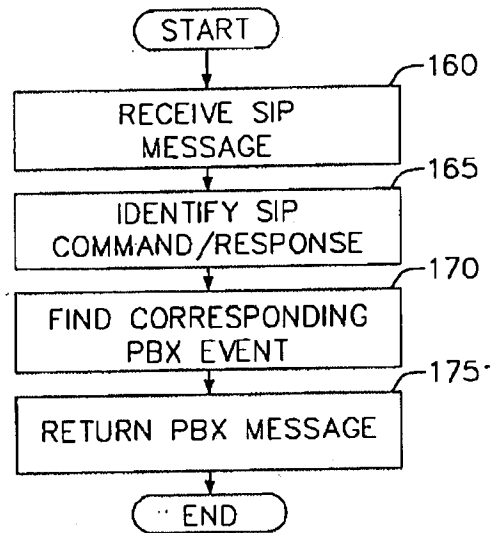 START
160
RECEIVE SIP
MESSAGE
165
IDENTIFY SIP
COMMAND/RESPONSE
170
FIND CORRESPONDING
PBX EVENT
175
RETURN PBX MESSAGE
END